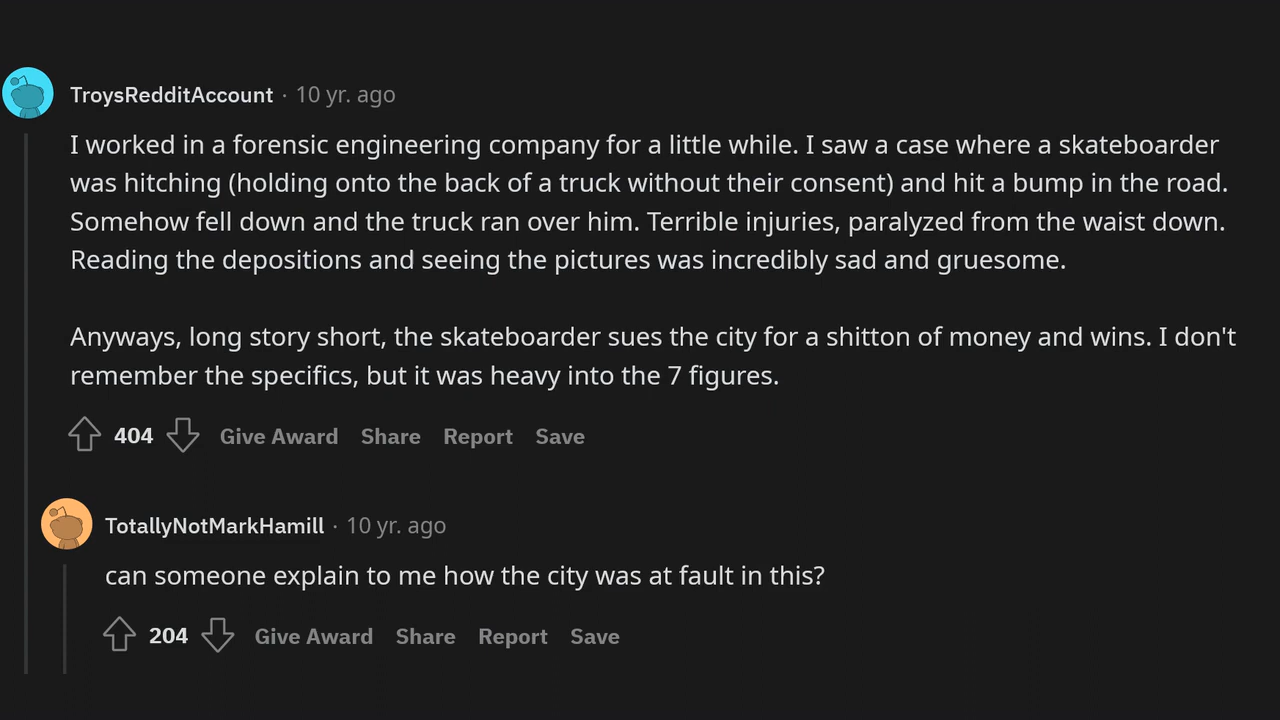 TroysRedditAccount · 10 yr. ago
I worked in a forensic engineering company for a little while. I saw a case where a skateboarder
was hitching (holding onto the back of a truck without their consent) and hit a bump in the road.
Somehow fell down and the truck ran over him. Terrible injuries, paralyzed from the waist down.
Reading the depositions and seeing the pictures was incredibly sad and gruesome.
Anyways, long story short, the skateboarder sues the city for a shitton of money and wins. I don't
remember the specifics, but it was heavy into the 7 figures.
404 Give Award Share Report Save
TotallyNotMarkHamill · 10 yr. ago
can someone explain to me how the city was at fault in this?
204 Give Award Share Report Save